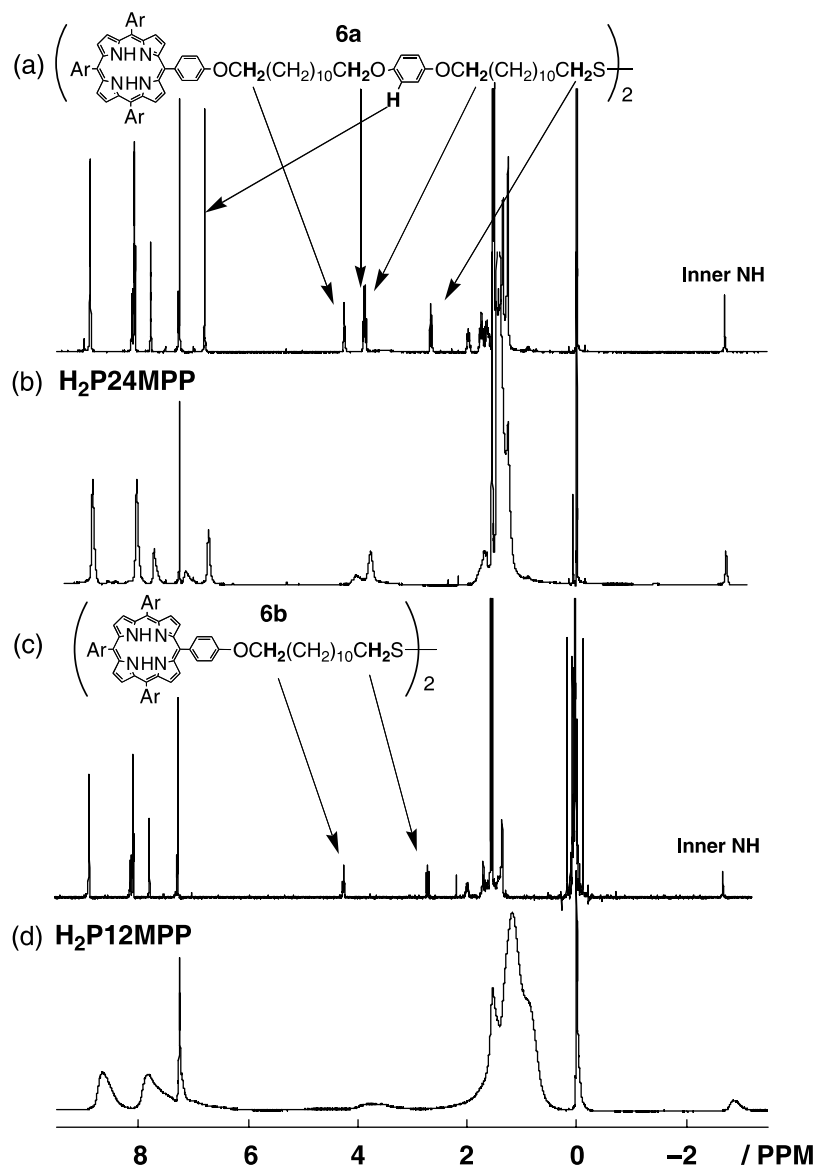 (a)
6a
Ar
Ar
Ar
NH N
N HN
OCH₂(CH₂)₁₀CH₂O
OCH₂(CH₂)₁₀CH₂S
2
H
Inner NH
(b) H₂P24MPP
(c)
6b
Ar
Ar
Ar
NH N
N HN
OCH₂(CH₂)₁₀CH₂S
2
Inner NH
(d) H₂P12MPP
8 6 4 2 0 −2 / PPM